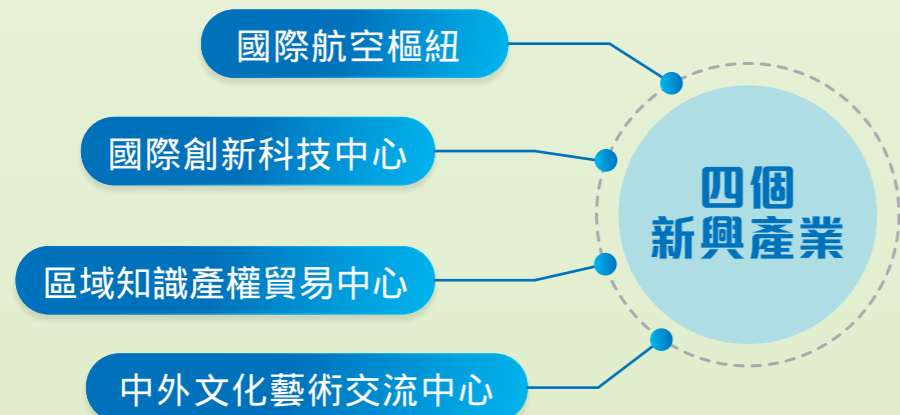 國際航空樞紐
國際創新科技中心
區域知識產權貿易中心
中外文化藝術交流中心
四個
新興產業